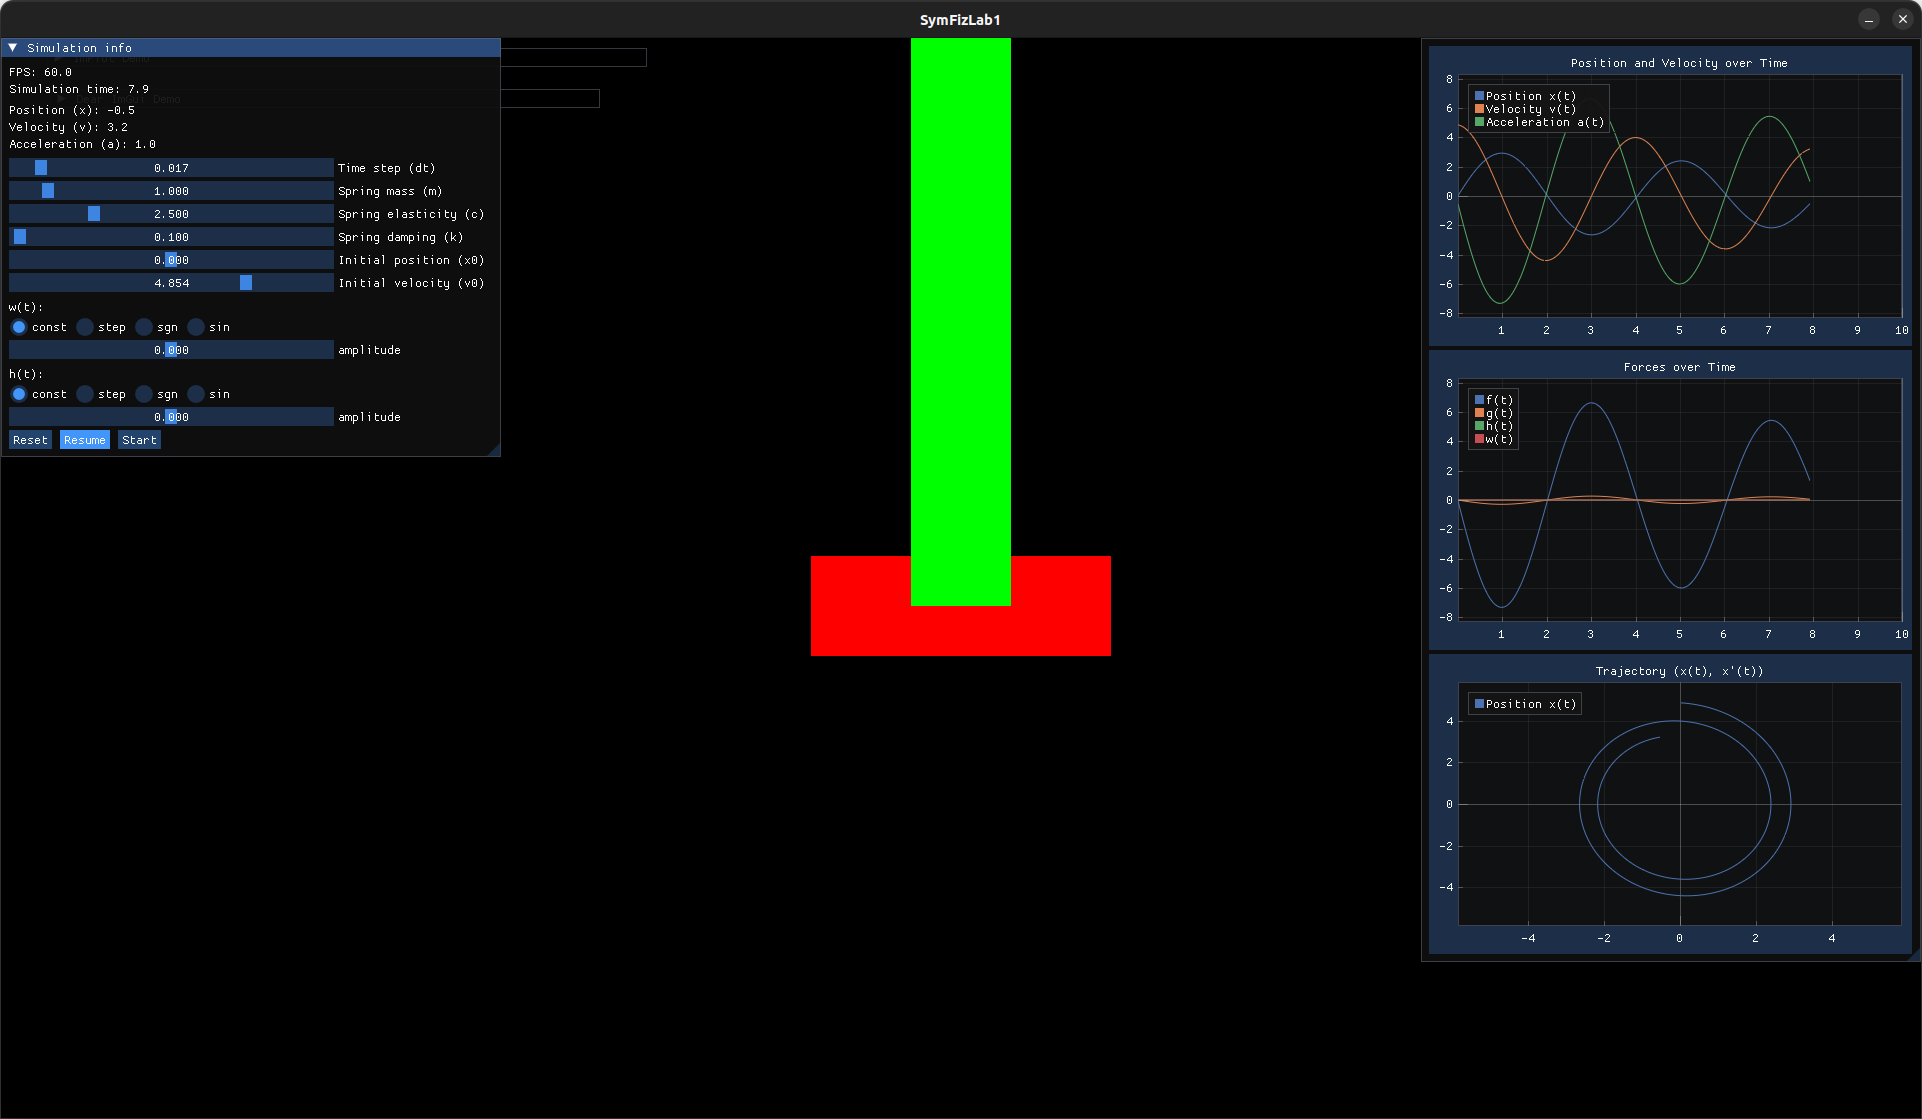 SymFizLab1
Simulation info
FPS: 60.0
Simulation time: 7.9
Position (x): -0.5
Velocity (v): 3.2
Acceleration (a): 1.0
0.017 Time step (dt)
1.000 Spring mass (m)
2.500 Spring elasticity (c)
0.100 Spring damping (k)
0.000 Initial position (x0)
4.854 Initial velocity (v0)
w(t):
const step sgn sin
0.000 amplitude
h(t):
const step sgn sin
0.000 amplitude
Reset Resume Start
Position and Velocity over Time
Position x(t)
Velocity v(t)
Acceleration a(t)
8
6
4
2
0
-2
-4
-6
-8
1 2 3 4 5 6 7 8 9 10
Forces over Time
f(t)
g(t)
h(t)
w(t)
8
6
4
2
0
-2
-4
-6
-8
1 2 3 4 5 6 7 8 9 10
Trajectory (x(t), x'(t))
Position x(t)
4
2
0
-2
-4
-4 -2 0 2 4